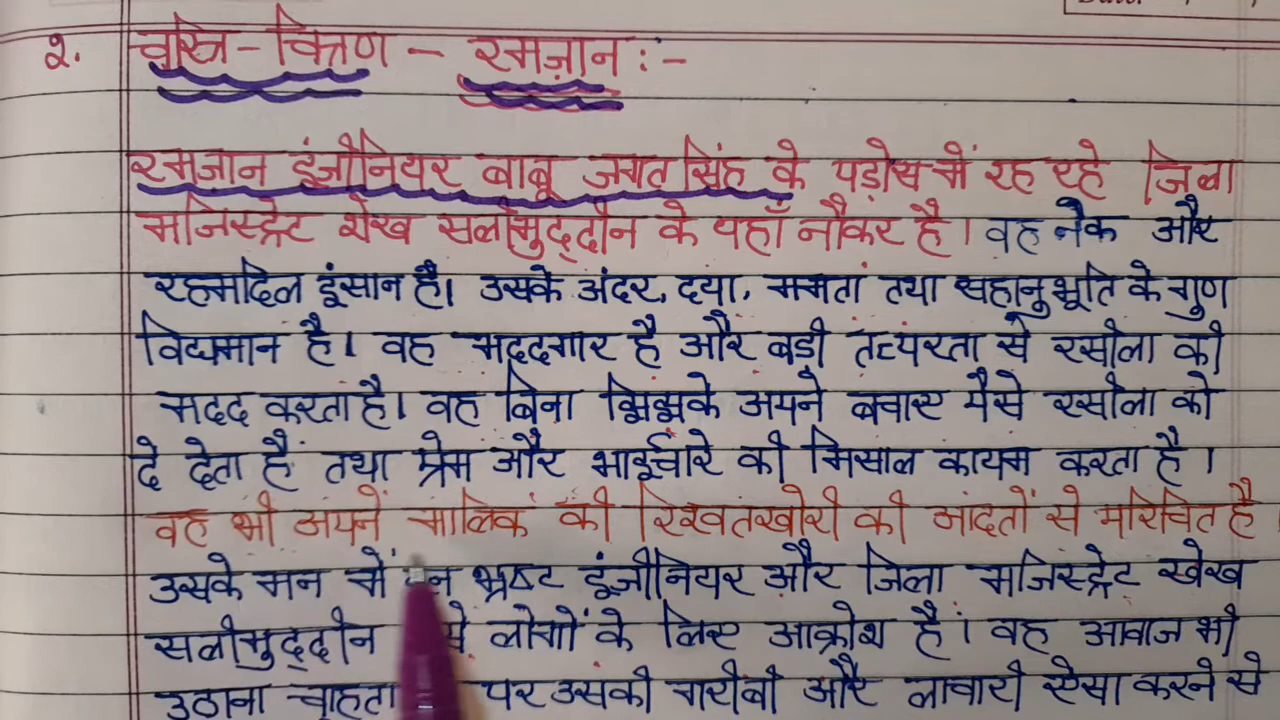 २. चरित्र-चित्रण - रमज़ान :-
रमजान इंजीनियर बाबू जगत सिंह के पड़ोस में रह रहे जिला
मजिस्ट्रेट शेख सलीमुद्दीन के यहाँ नौकर है। वह नेक और
रहमदिल इंसान है। उसके अंदर, दया, ममता तथा सहानुभूति के गुण
विद्यमान है। वह मददगार है और बड़ी तत्परता से रसीला की
मदद करता है। वह बिना झिझके अपने बचाए पैसे रसीला को
दे देता है तथा प्रेम और भाईचारे की मिसाल कायम करता है।
वह भी अपने मालिक की रिश्वतखोरी की आदतों से परिचित है।
उसके मन में भ्रष्ट इंजीनियर और जिला मजिस्ट्रेट शेख
सलीमुद्दीन लोगों के लिए आक्रोश है। वह आवाज भी
उठाना चाहता पर उसकी गरीबी और लाचारी ऐसा करने से